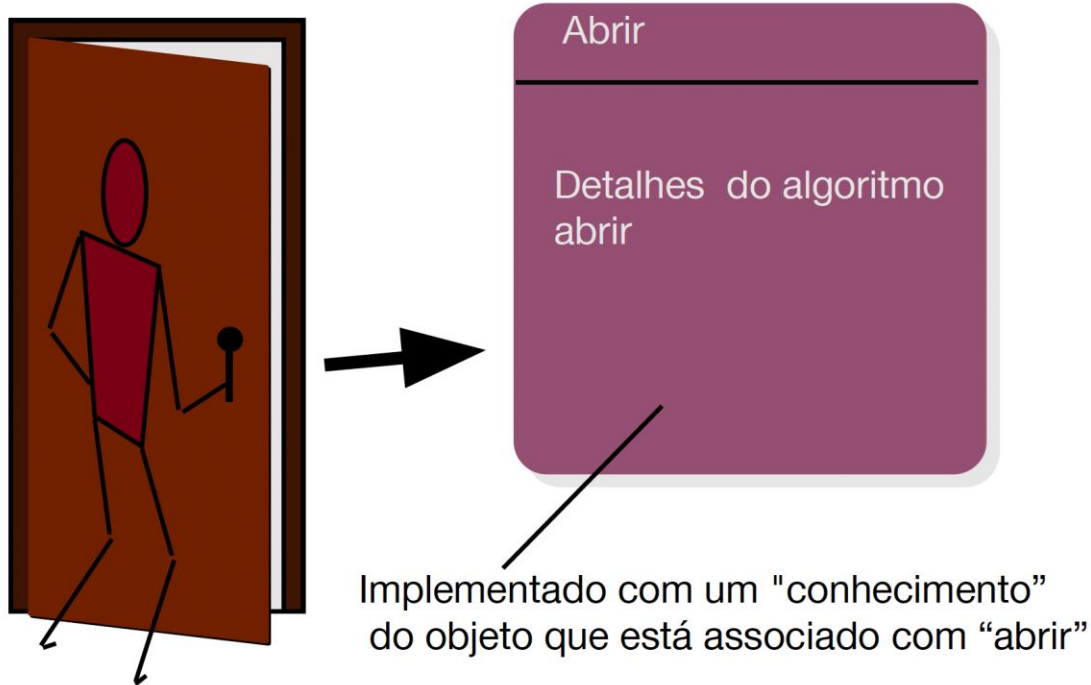 Abrir
Detalhes do algoritmo
abrir
Implementado com um "conhecimento”
do objeto que está associado com “abrir”